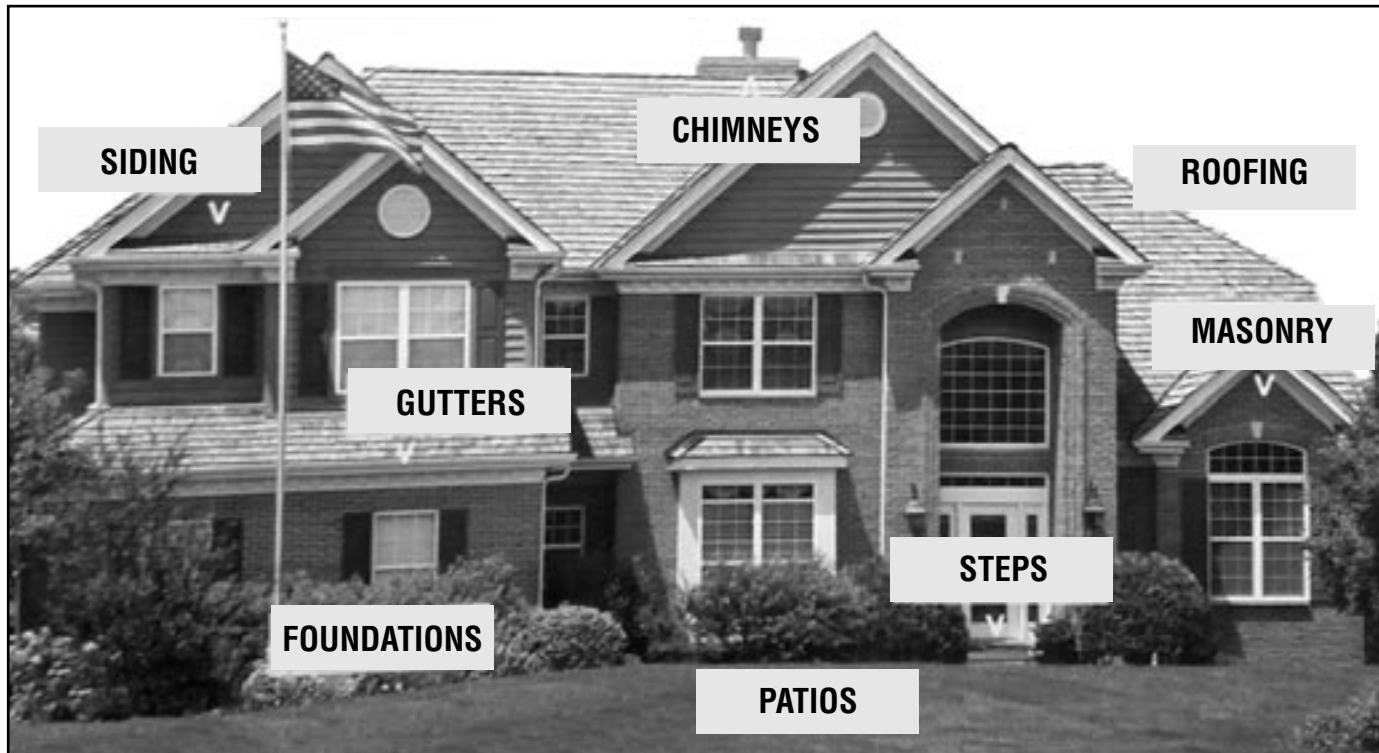 CHIMNEYS
SIDING
ROOFING
MASONRY
GUTTERS
STEPS
FOUNDATIONS
PATIOS